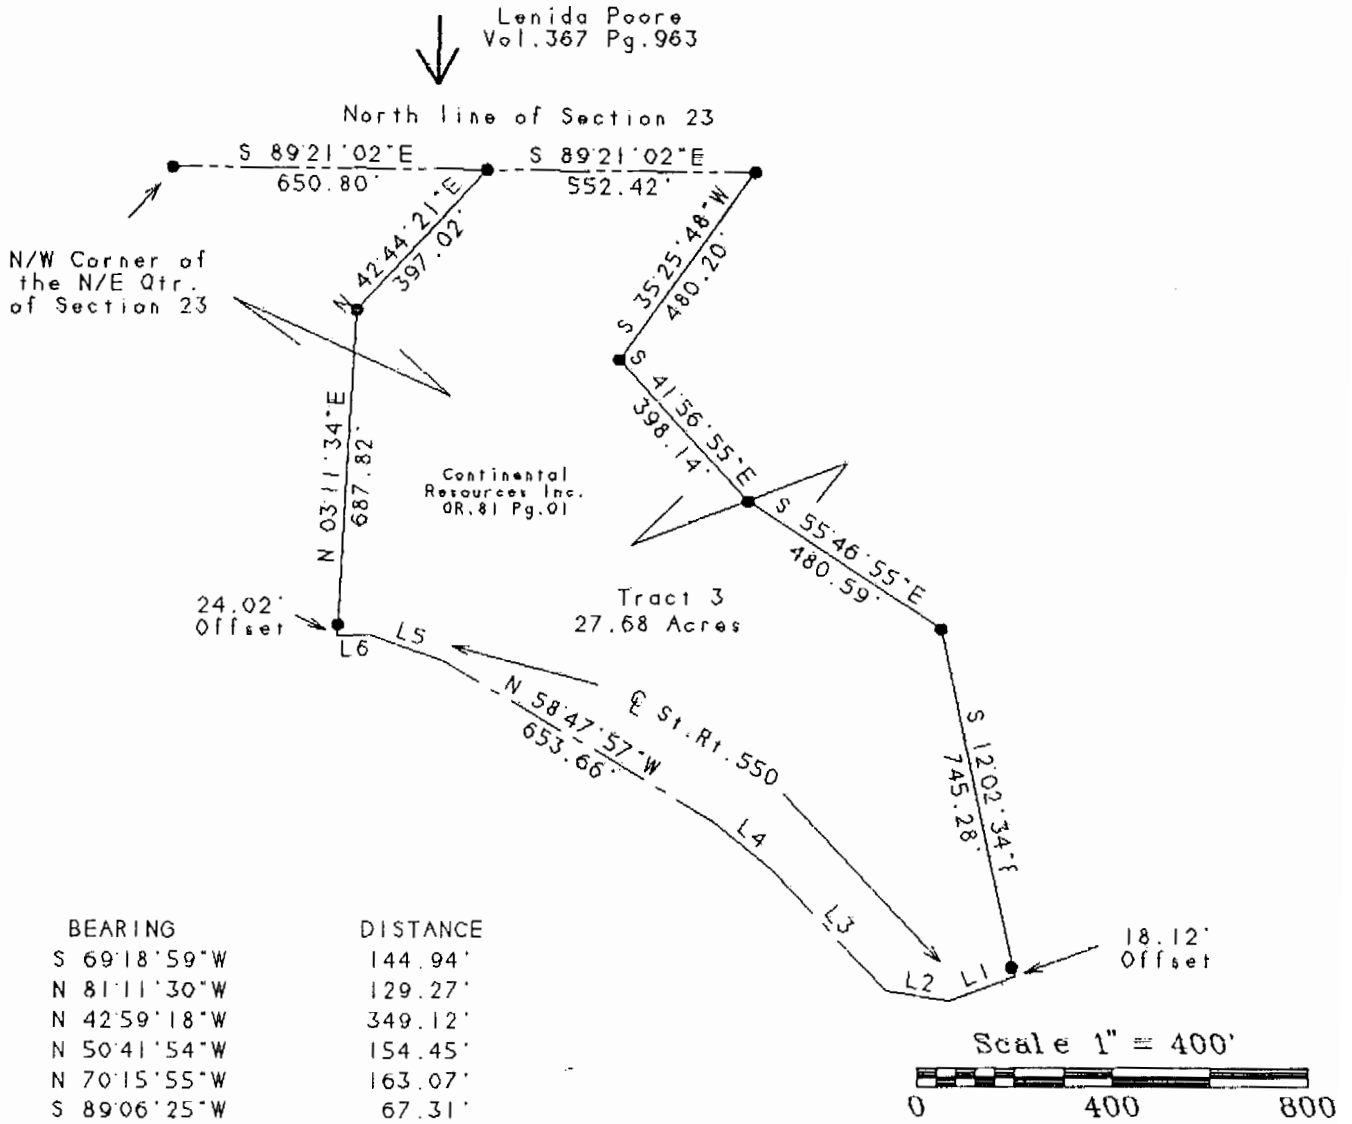 Lenida Poore
Vol.367 Pg.963
North line of Section 23
S 89°21'02"E
650.80'
S 89°21'02"E
552.42'
N 42°44'21"E
397.02'
S 35°25'48"W
480.20'
N/W Corner of
the N/E Qtr.
of Section 23
S 41°56'55"E
398.14'
N 03°11'34"E
687.82'
Continental
Resources Inc.
OR.81 Pg.01
S 55°46'55"E
480.59'
Tract 3
27.68 Acres
24.02'
Offset
L6
L5
N 58°47'57"W
653.66'
℄ St.Rt.550
S 12°02'34"E
745.28'
L4
L3
L2
L1
18.12'
Offset
BEARING DISTANCE
S 69°18'59"W 144.94'
N 81°11'30"W 129.27'
N 42°59'18"W 349.12'
N 50°41'54"W 154.45'
N 70°15'55"W 163.07'
S 89°06'25"W 67.31'
Scale 1" = 400'
0 400 800